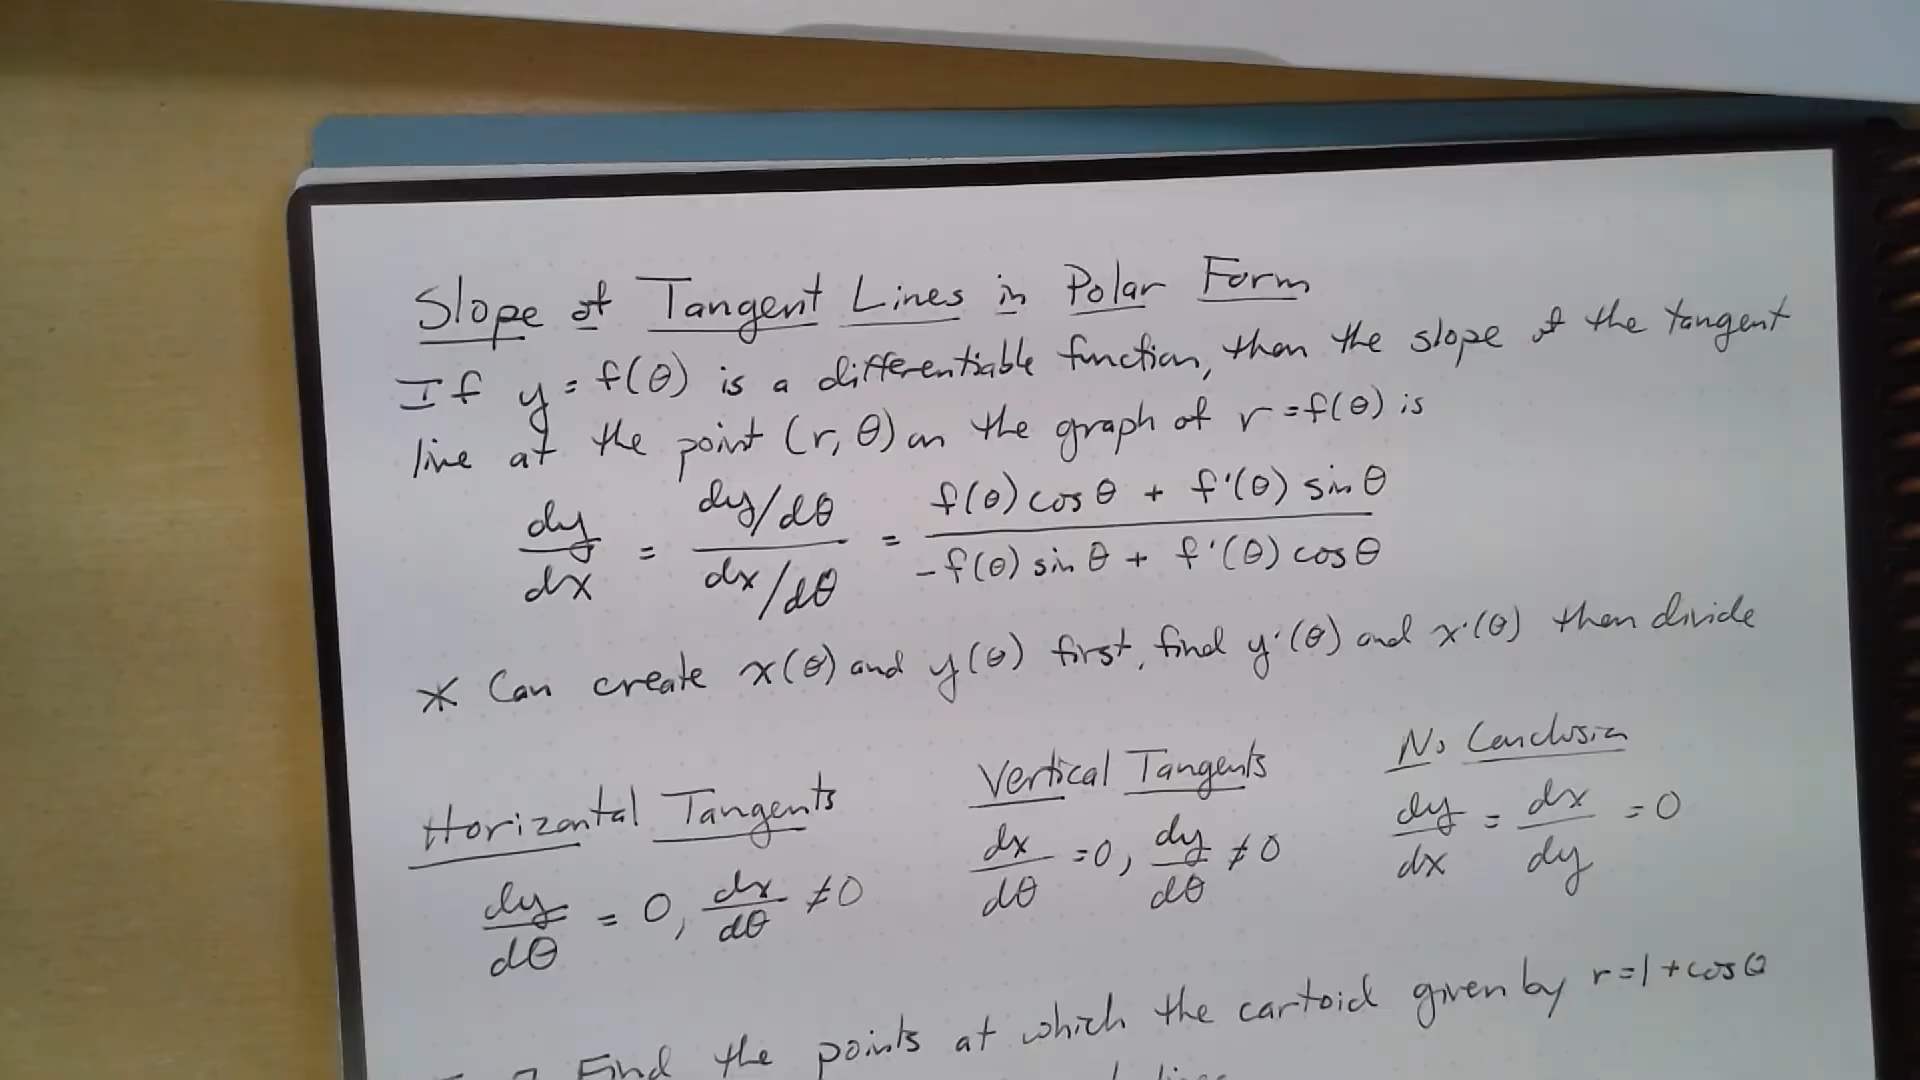 Slope of Tangent Lines in Polar Form
If y = f(θ) is a differentiable function, then the slope of the tangent
line at the point (r, θ) on the graph of r = f(θ) is
dy/dx = (dy/dθ)/(dx/dθ) = (f(θ) cos θ + f'(θ) sin θ)/(-f(θ) sin θ + f'(θ) cos θ)
* Can create x(θ) and y(θ) first, find y'(θ) and x'(θ) then divide
Horizontal Tangents
dy/dθ = 0, dx/dθ ≠ 0
Vertical Tangents
dx/dθ = 0, dy/dθ ≠ 0
No Conclusion
dy/dx = dx/dy = 0
Find the points at which the cartoid given by r = 1 + cos θ